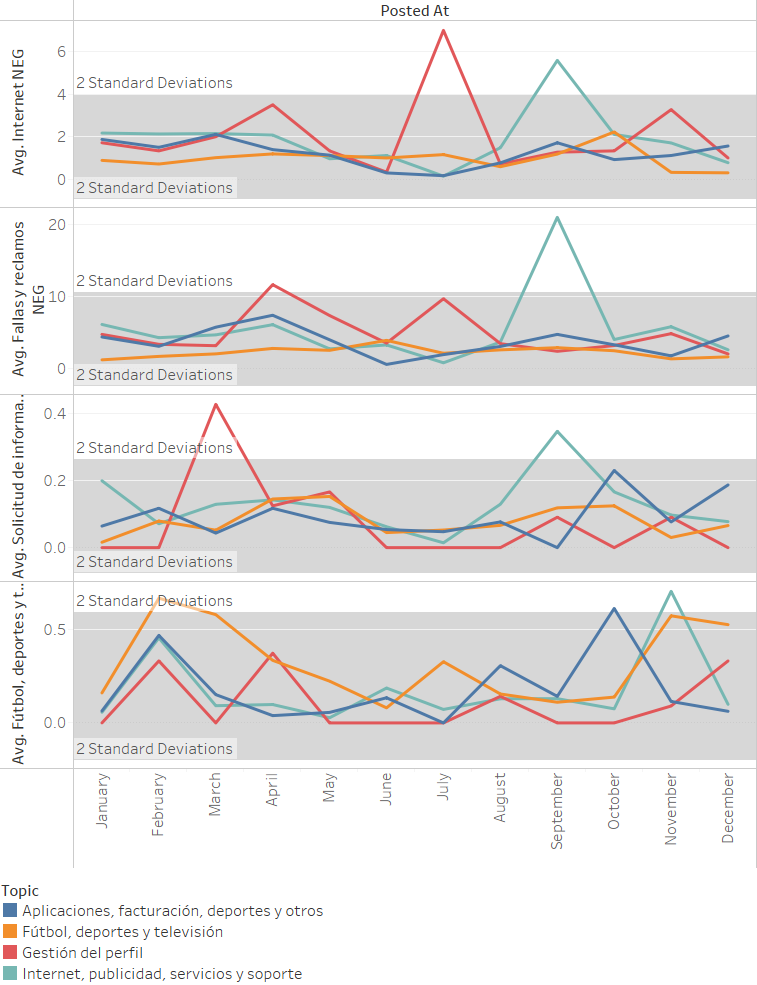 Posted At
Avg. Internet NEG
6
4
2
0
2 Standard Deviations
2 Standard Deviations
Avg. Fallas y reclamos
NEG
20
10
0
2 Standard Deviations
2 Standard Deviations
Avg. Solicitud de informa..
0.4
0.2
0.0
2 Standard Deviations
2 Standard Deviations
Avg. Fútbol, deportes y t..
0.5
0.0
2 Standard Deviations
2 Standard Deviations
January
February
March
April
May
June
July
August
September
October
November
December
Topic
Aplicaciones, facturación, deportes y otros
Fútbol, deportes y televisión
Gestión del perfil
Internet, publicidad, servicios y soporte